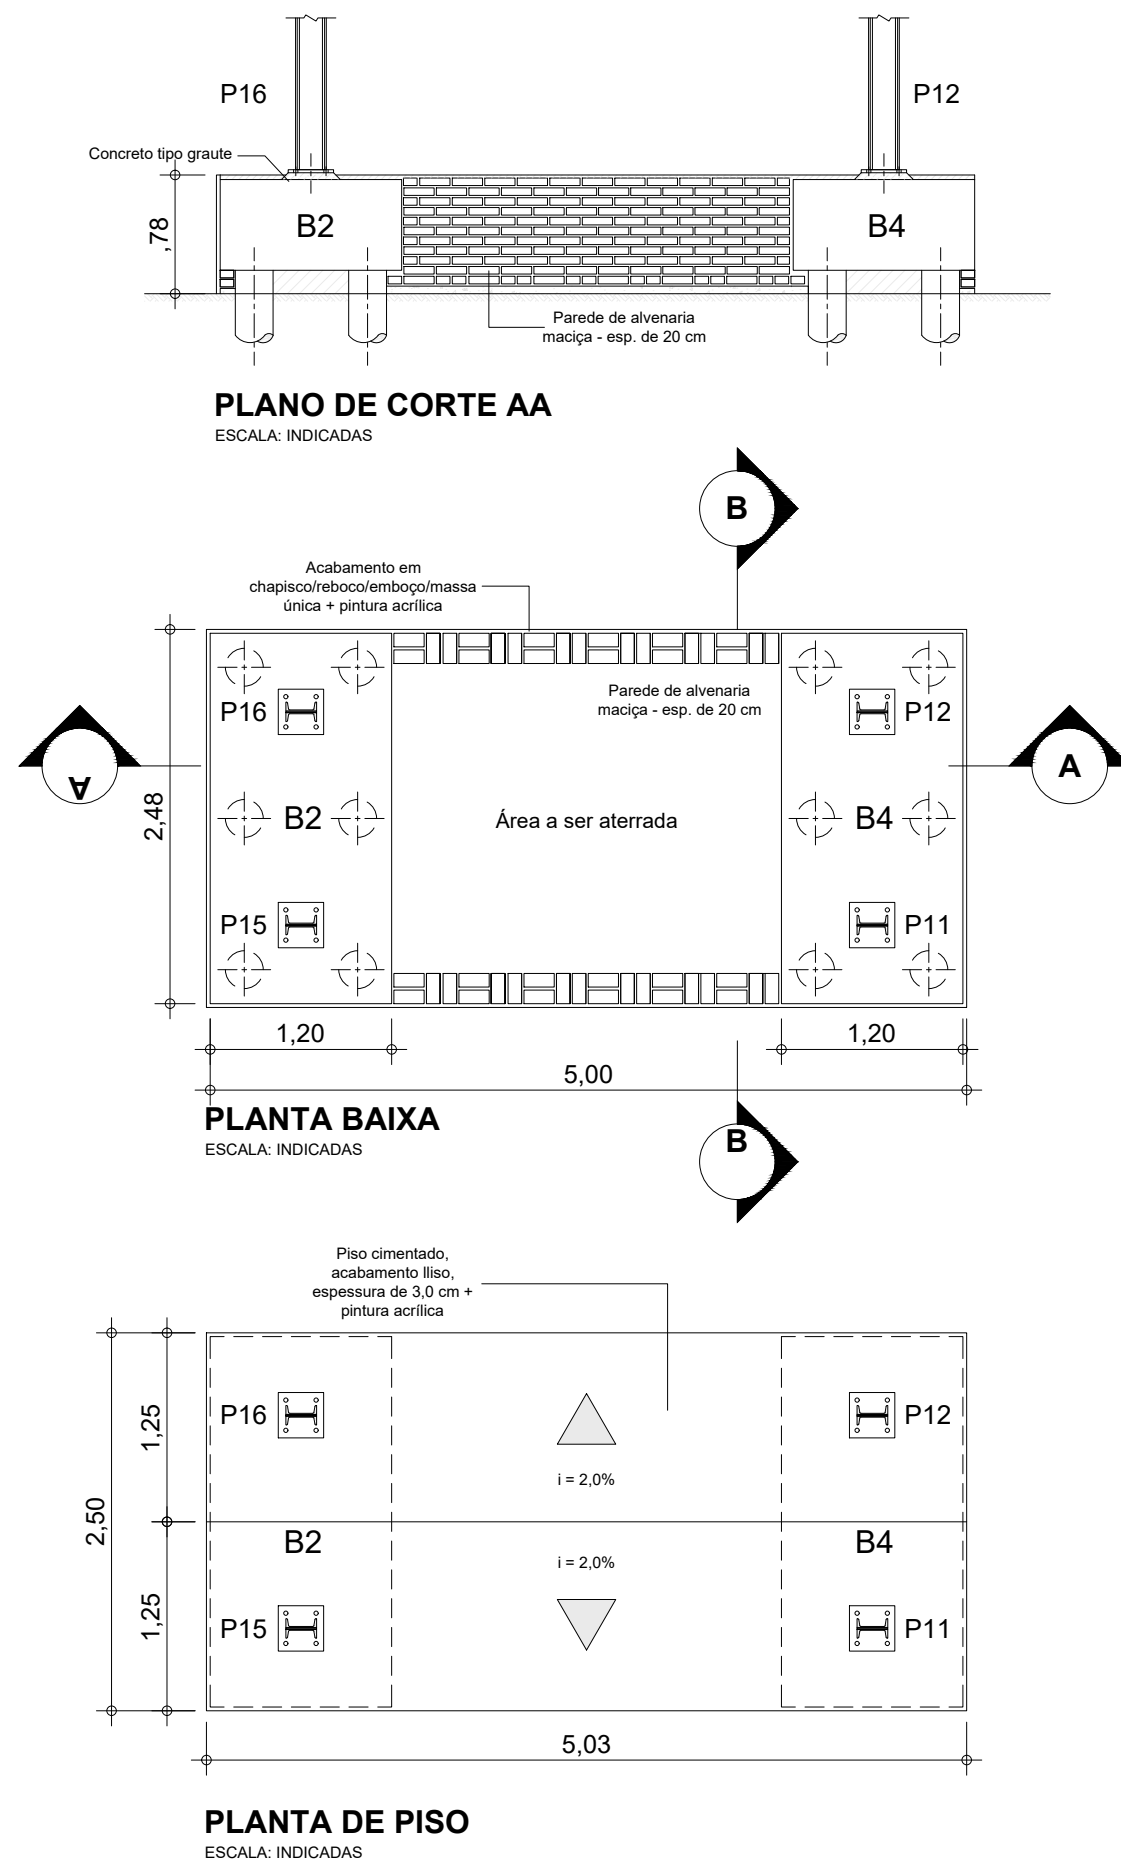 P16
P12
Concreto tipo graute
,78
B2
B4
Parede de alvenaria
maciça - esp. de 20 cm
PLANO DE CORTE AA
ESCALA: INDICADAS
B
Acabamento em
chapisco/reboco/emboço/massa
única + pintura acrílica
Parede de alvenaria
maciça - esp. de 20 cm
P16
P12
A
A
2,48
B2
Área a ser aterrada
B4
P15
P11
1,20
1,20
5,00
PLANTA BAIXA
ESCALA: INDICADAS
B
Piso cimentado,
acabamento lliso,
espessura de 3,0 cm +
pintura acrílica
P16
P12
1,25
i = 2,0%
2,50
B2
B4
i = 2,0%
1,25
P15
P11
5,03
PLANTA DE PISO
ESCALA: INDICADAS